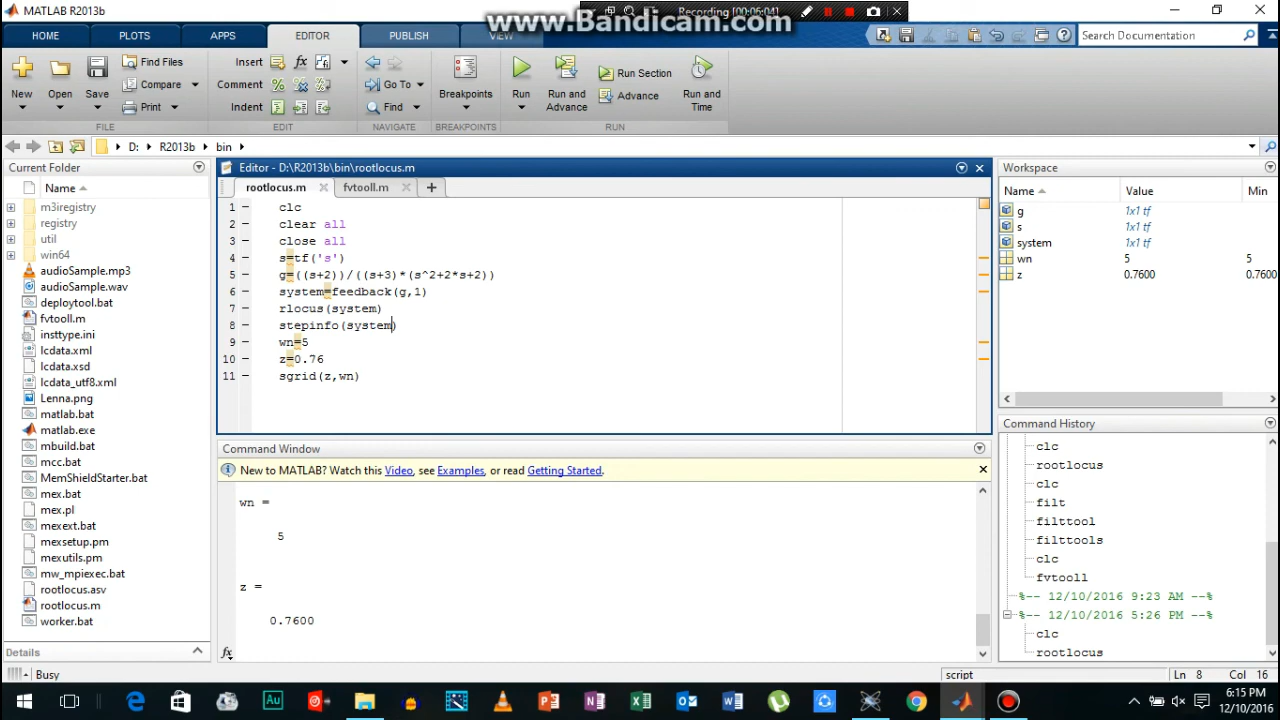 MATLAB R2013b
Recording [00:06:04]
www.Bandicam.com
HOME PLOTS APPS EDITOR PUBLISH VIEW
Search Documentation
New
Open
Save
Find Files
Compare
Print
Insert
Comment
Indent
Go To
Find
Breakpoints
Run
Run and
Advance
Run Section
Advance
Run and
Time
FILE EDIT NAVIGATE BREAKPOINTS RUN
D: R2013b bin
Current Folder
Name
m3iregistry
registry
util
win64
audioSample.mp3
audioSample.wav
deploytool.bat
fvtooll.m
insttype.ini
lcdata.xml
lcdata.xsd
lcdata_utf8.xml
Lenna.png
matlab.bat
matlab.exe
mbuild.bat
mcc.bat
MemShieldStarter.bat
mex.bat
mex.pl
mexext.bat
mexsetup.pm
mexutils.pm
mw_mpiexec.bat
rootlocus.asv
rootlocus.m
worker.bat
Details
Editor - D:\R2013b\bin\rootlocus.m
rootlocus.m fvtooll.m
1 clc
2 clear all
3 close all
4 s=tf('s')
5 g=((s+2))/((s+3)*(s^2+2*s+2))
6 system=feedback(g,1)
7 rlocus(system)
8 stepinfo(system)
9 wn=5
10 z=0.76
11 sgrid(z,wn)
Command Window
New to MATLAB? Watch this Video, see Examples, or read Getting Started.
wn =
5
z =
0.7600
fx
Workspace
Name Value Min
g 1x1 tf
s 1x1 tf
system 1x1 tf
wn 5 5
z 0.7600 0.7600
Command History
clc
rootlocus
clc
filt
filttool
filttools
clc
fvtooll
%-- 12/10/2016 9:23 AM --%
%-- 12/10/2016 5:26 PM --%
clc
rootlocus
Busy
script
Ln 8 Col 16
6:15 PM
12/10/2016